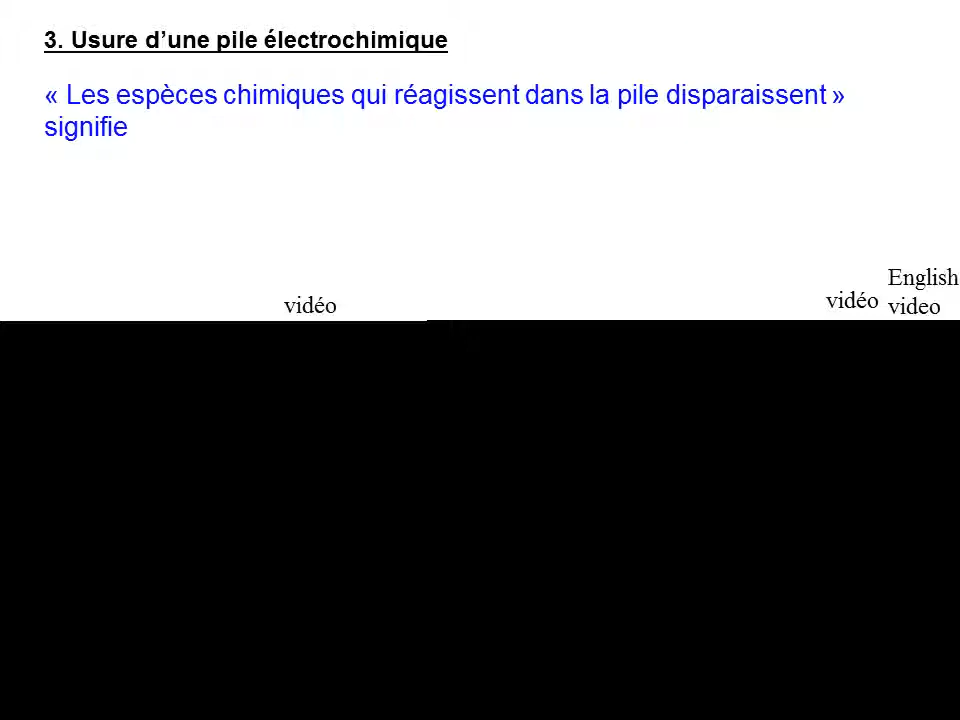 3. Usure d’une pile électrochimique
« Les espèces chimiques qui réagissent dans la pile disparaissent »
signifie
vidéo
vidéo
English
video